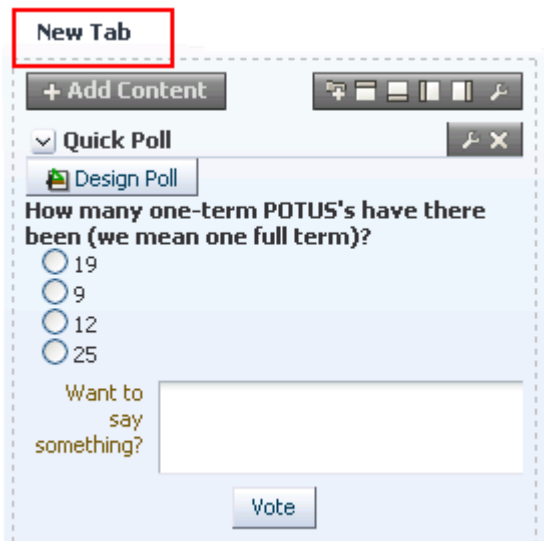 New Tab
+ Add Content
Quick Poll
Design Poll
How many one-term POTUS's have there
been (we mean one full term)?
19
9
12
25
Want to
say
something?
Vote